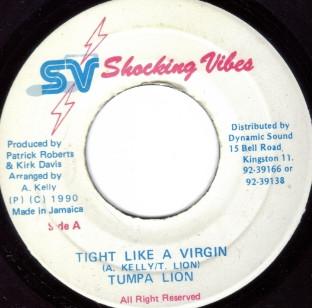 SV Shocking Vibes
Produced by
Patrick Roberts
& Kirk Davis
Arranged by
A. Kelly
(P) (C) 1990
Made in Jamaica
Side A
Distributed by
Dynamic Sound
15 Bell Road,
Kingston 11.
92-39166 or
92-39138
TIGHT LIKE A VIRGIN
(A. KELLY/T. LION)
TUMPA LION
All Right Reserved